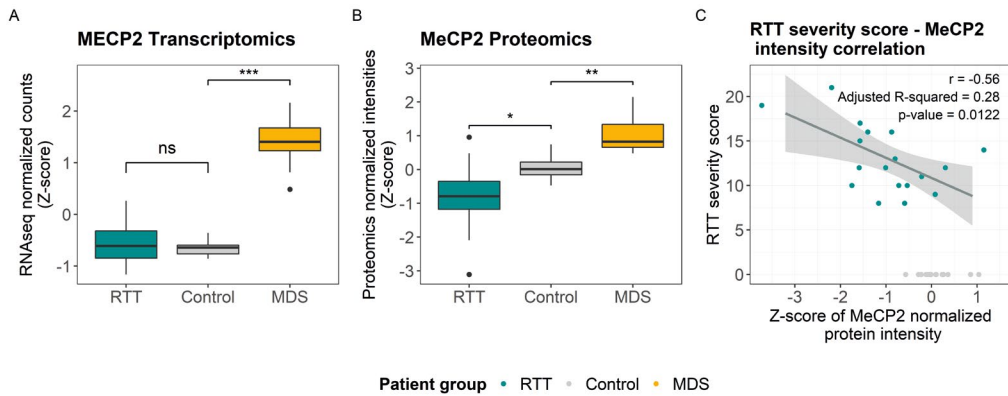 A
MECP2 Transcriptomics
RNAseq normalized counts
(Z-score)
2
1
0
-1
ns
***
RTT
Control
MDS
B
MeCP2 Proteomics
Proteomics normalized intensities
(Z-score)
3
2
1
0
-1
-2
-3
*
**
RTT
Control
MDS
C
RTT severity score - MeCP2
intensity correlation
r = -0.56
Adjusted R-squared = 0.28
p-value = 0.0122
RTT severity score
20
15
10
5
0
-3
-2
-1
0
1
Z-score of MeCP2 normalized
protein intensity
Patient group
RTT
Control
MDS